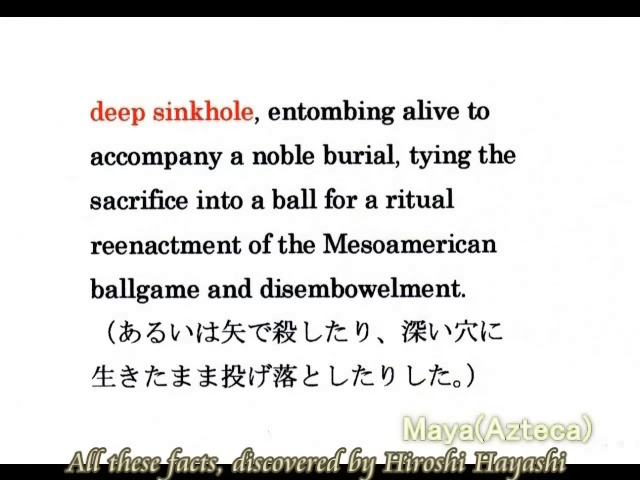 deep sinkhole, entombing alive to
accompany a noble burial, tying the
sacrifice into a ball for a ritual
reenactment of the Mesoamerican
ballgame and disembowelment.
（あるいは矢で殺したり、深い穴に
生きたまま投げ落としたりした。）
Maya(Azteca)
All these facts, discovered by Hiroshi Hayashi